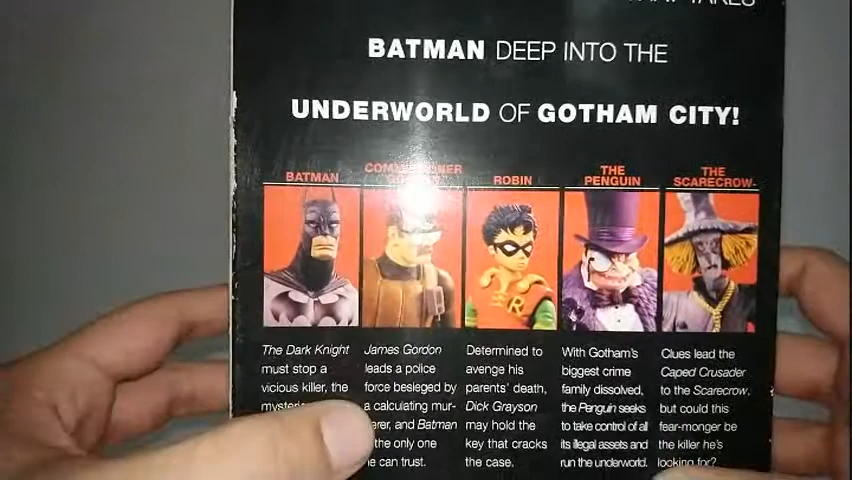 TAKES
BATMAN DEEP INTO THE
UNDERWORLD OF GOTHAM CITY!
BATMAN
ROBIN
THE
PENGUIN
THE
SCARECROW
The Dark Knight
must stop a
vicious killer, the
James Gordon
leads a police
force besieged by
a calculating mur-
and Batman
the only one
can trust.
Determined to
avenge his
parents' death,
Dick Grayson
may hold the
key that cracks
the case.
With Gotham's
biggest crime
family dissolved,
the Penguin seeks
to take control of all
its illegal assets and
run the underworld.
Clues lead the
Caped Crusader
to the Scarecrow,
but could this
fear-monger be
the killer he's
looking for?